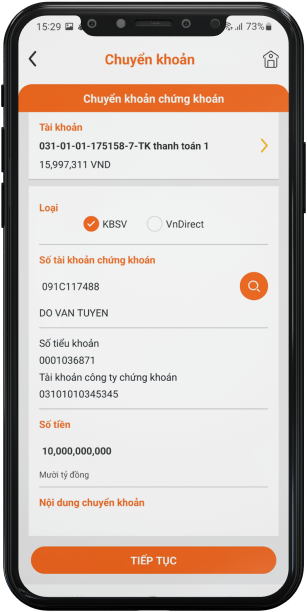 15:29
73%
Chuyển khoản
Chuyển khoản chứng khoán
Tài khoản
031-01-01-175158-7-TK thanh toán 1
15,997,311 VND
Loại
KBSV
VnDirect
Số tài khoản chứng khoán
091C117488
DO VAN TUYEN
Số tiểu khoản
0001036871
Tài khoản công ty chứng khoán
03101010345345
Số tiền
10,000,000,000
Mười tỷ đồng
Nội dung chuyển khoản
TIẾP TỤC